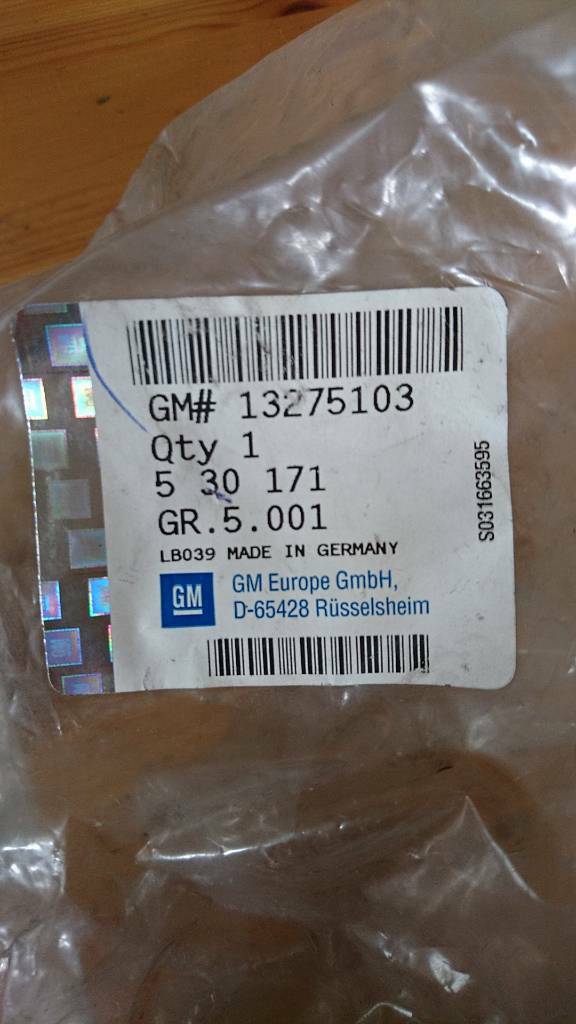 GM# 13275103
Qty 1
5 30 171
GR.5.001
LB039 MADE IN GERMANY
GM
GM Europe GmbH,
D-65428 Rüsselsheim
S031663595